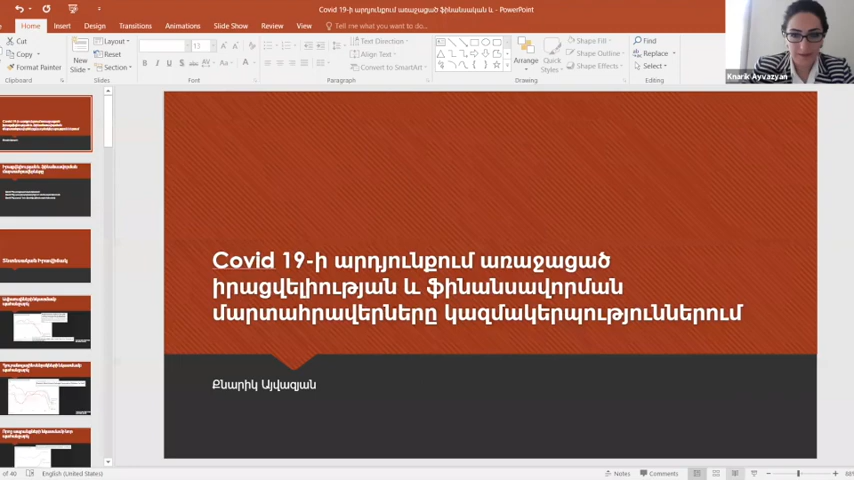 Covid 19-ի արդյունքում առաջացած ֆինանսական և - PowerPoint
Home Insert Design Transitions Animations Slide Show Review View Tell me what you want to do...
Cut
Copy
Format Painter
Clipboard
New
Slide
Layout
Reset
Section
Slides
13
Font
Paragraph
Text Direction
Align Text
Convert to SmartArt
Arrange
Quick
Styles
Shape Fill
Shape Outline
Shape Effects
Drawing
Find
Replace
Select
Editing
Knarik Ayvazyan
Covid 19-ի արդյունքում առաջացած
իրացվելիության և ֆինանսավորման
մարտահրավերները կազմակերպություններում
Քնարիկ Այվազյան
of 40 English (United States)
Notes Comments